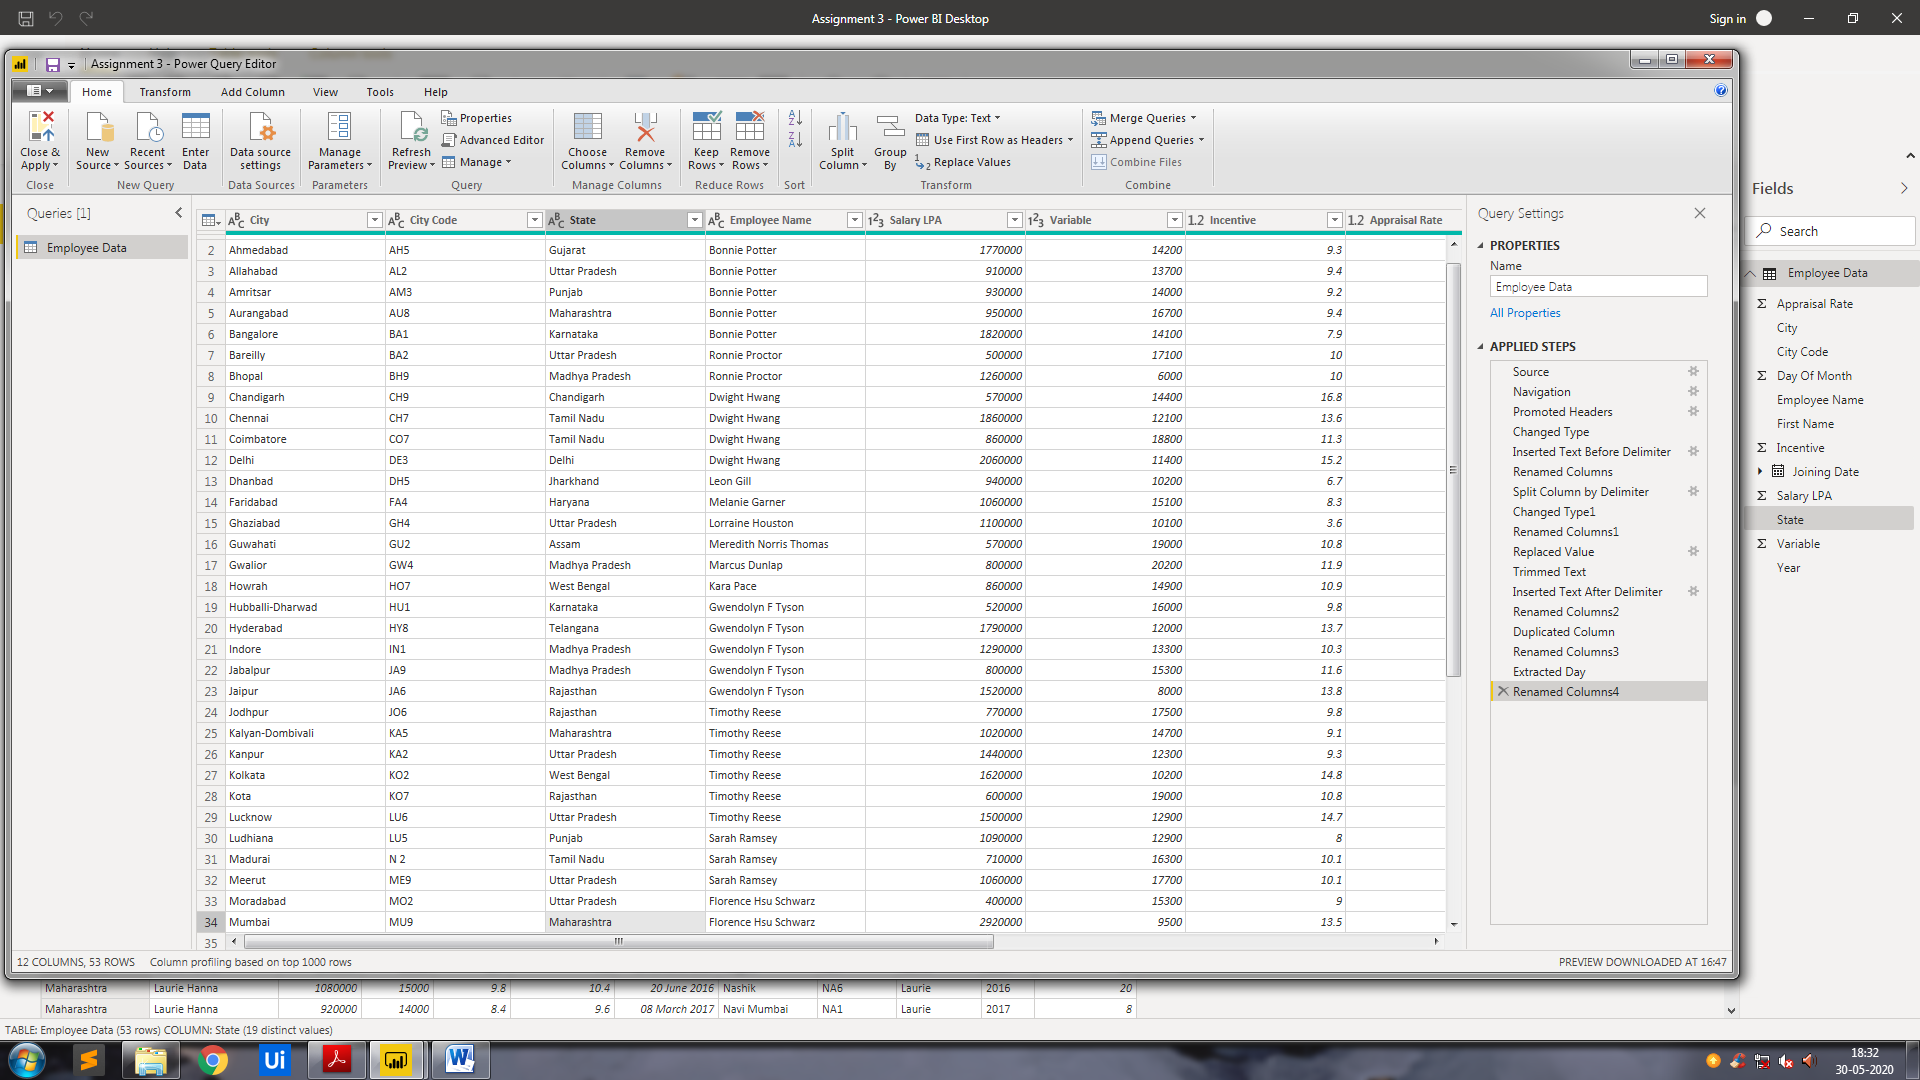 Assignment 3 - Power BI Desktop
Sign in
Assignment 3 - Power Query Editor
Home Transform Add Column View Tools Help
Close & Apply
New Source
Recent Sources
Enter Data
Data source settings
Manage Parameters
Refresh Preview
Properties
Advanced Editor
Manage
Choose Columns
Remove Columns
Keep Rows
Remove Rows
Split Column
Group By
Data Type: Text
Use First Row as Headers
Replace Values
Merge Queries
Append Queries
Combine Files
Close New Query Data Sources Parameters Query Manage Columns Reduce Rows Sort Transform Combine
Queries [1]
Employee Data
City City Code State Employee Name Salary LPA Variable Incentive Appraisal Rate
2 Ahmedabad AH5 Gujarat Bonnie Potter 1770000 14200 9.3
3 Allahabad AL2 Uttar Pradesh Bonnie Potter 910000 13700 9.4
4 Amritsar AM3 Punjab Bonnie Potter 930000 14000 9.2
5 Aurangabad AU8 Maharashtra Bonnie Potter 950000 16700 9.4
6 Bangalore BA1 Karnataka Bonnie Potter 1820000 14100 7.9
7 Bareilly BA2 Uttar Pradesh Ronnie Proctor 500000 17100 10
8 Bhopal BH9 Madhya Pradesh Ronnie Proctor 1260000 6000 10
9 Chandigarh CH9 Chandigarh Dwight Hwang 570000 14400 16.8
10 Chennai CH7 Tamil Nadu Dwight Hwang 1860000 12100 13.6
11 Coimbatore CO7 Tamil Nadu Dwight Hwang 860000 18800 11.3
12 Delhi DE3 Delhi Dwight Hwang 2060000 11400 15.2
13 Dhanbad DH5 Jharkhand Leon Gill 940000 10200 6.7
14 Faridabad FA4 Haryana Melanie Garner 1060000 15100 8.3
15 Ghaziabad GH4 Uttar Pradesh Lorraine Houston 1100000 10100 3.6
16 Guwahati GU2 Assam Meredith Norris Thomas 570000 19000 10.8
17 Gwalior GW4 Madhya Pradesh Marcus Dunlap 800000 20200 11.9
18 Howrah HO7 West Bengal Kara Pace 860000 14900 10.9
19 Hubballi-Dharwad HU1 Karnataka Gwendolyn F Tyson 520000 16000 9.8
20 Hyderabad HY8 Telangana Gwendolyn F Tyson 1790000 12000 13.7
21 Indore IN1 Madhya Pradesh Gwendolyn F Tyson 1290000 13300 10.3
22 Jabalpur JA9 Madhya Pradesh Gwendolyn F Tyson 800000 15300 11.6
23 Jaipur JA6 Rajasthan Gwendolyn F Tyson 1520000 8000 13.8
24 Jodhpur JO6 Rajasthan Timothy Reese 770000 17500 9.8
25 Kalyan-Dombivali KA5 Maharashtra Timothy Reese 1020000 14700 9.1
26 Kanpur KA2 Uttar Pradesh Timothy Reese 1440000 12300 9.3
27 Kolkata KO2 West Bengal Timothy Reese 1620000 10200 14.8
28 Kota KO7 Rajasthan Timothy Reese 600000 19000 10.8
29 Lucknow LU6 Uttar Pradesh Timothy Reese 1500000 12900 14.7
30 Ludhiana LU5 Punjab Sarah Ramsey 1090000 12900 8
31 Madurai N 2 Tamil Nadu Sarah Ramsey 710000 16300 10.1
32 Meerut ME9 Uttar Pradesh Sarah Ramsey 1060000 17700 10.1
33 Moradabad MO2 Uttar Pradesh Florence Hsu Schwarz 400000 15300 9
34 Mumbai MU9 Maharashtra Florence Hsu Schwarz 2920000 9500 13.5
35
Query Settings
PROPERTIES
Name
Employee Data
All Properties
APPLIED STEPS
Source
Navigation
Promoted Headers
Changed Type
Inserted Text Before Delimiter
Renamed Columns
Split Column by Delimiter
Changed Type1
Renamed Columns1
Replaced Value
Trimmed Text
Inserted Text After Delimiter
Renamed Columns2
Duplicated Column
Renamed Columns3
Extracted Day
Renamed Columns4
12 COLUMNS, 53 ROWS Column profiling based on top 1000 rows
PREVIEW DOWNLOADED AT 16:47
Fields
Search
Employee Data
Appraisal Rate
City
City Code
Day Of Month
Employee Name
First Name
Incentive
Joining Date
Salary LPA
State
Variable
Year
Maharashtra Laurie Hanna 1080000 15000 9.8 10.4 20 June 2016 Nashik NA6 Laurie 2016 20
Maharashtra Laurie Hanna 920000 14000 8.4 9.6 08 March 2017 Navi Mumbai NA1 Laurie 2017 8
TABLE: Employee Data (53 rows) COLUMN: State (19 distinct values)
Ui
18:32
30-05-2020